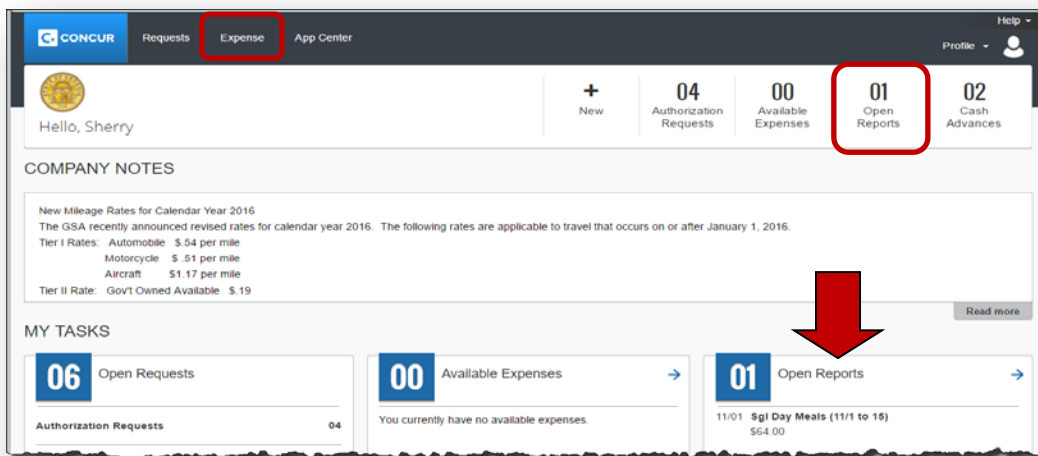 Help
C. CONCUR Requests Expense App Center
Profile
Hello, Sherry
+ New
04 Authorization Requests
00 Available Expenses
01 Open Reports
02 Cash Advances
COMPANY NOTES
New Mileage Rates for Calendar Year 2016
The GSA recently announced revised rates for calendar year 2016. The following rates are applicable to travel that occurs on or after January 1, 2016.
Tier I Rates: Automobile $.54 per mile
Motorcycle $ .51 per mile
Aircraft $1.17 per mile
Tier II Rate: Gov't Owned Available $.19
Read more
MY TASKS
06 Open Requests
Authorization Requests 04
00 Available Expenses
You currently have no available expenses.
01 Open Reports
11/01 Sgl Day Meals (11/1 to 15)
$64.00